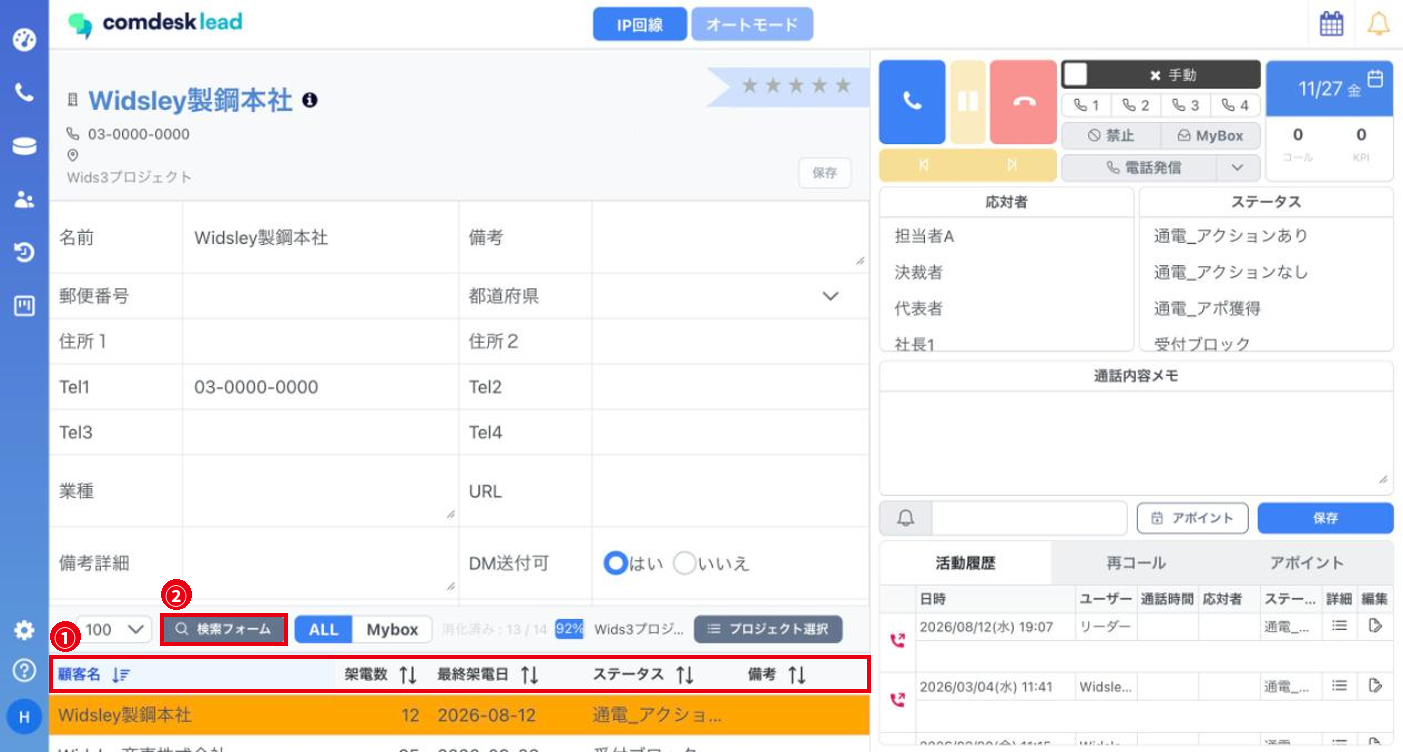 comdesk lead
IP回線
オートモード
Widsley製鋼本社
03-0000-0000
Wids3プロジェクト
保存
名前
Widsley製鋼本社
備考
郵便番号
都道府県
住所１
住所２
Tel1
03-0000-0000
Tel2
Tel3
Tel4
業種
URL
備考詳細
DM送付可
はい
いいえ
①
②
100
検索フォーム
ALL
Mybox
消化済み : 13 / 14
92%
Wids3プロジ...
プロジェクト選択
顧客名
架電数
最終架電日
ステータス
備考
Widsley製鋼本社
12
2026-08-12
通電_アクショ...
H
手動
1
2
3
4
禁止
MyBox
電話発信
11/27 金
0
0
コール
KPI
応対者
担当者A
決裁者
代表者
社長1
ステータス
通電_アクションあり
通電_アクションなし
通電_アポ獲得
受付ブロック
通話内容メモ
アポイント
保存
活動履歴
再コール
アポイント
日時
ユーザー
通話時間
応対者
ステー...
詳細
編集
2026/08/12(水) 19:07
リーダー
通電_...
2026/03/04(水) 11:41
Widsle...
通電_...